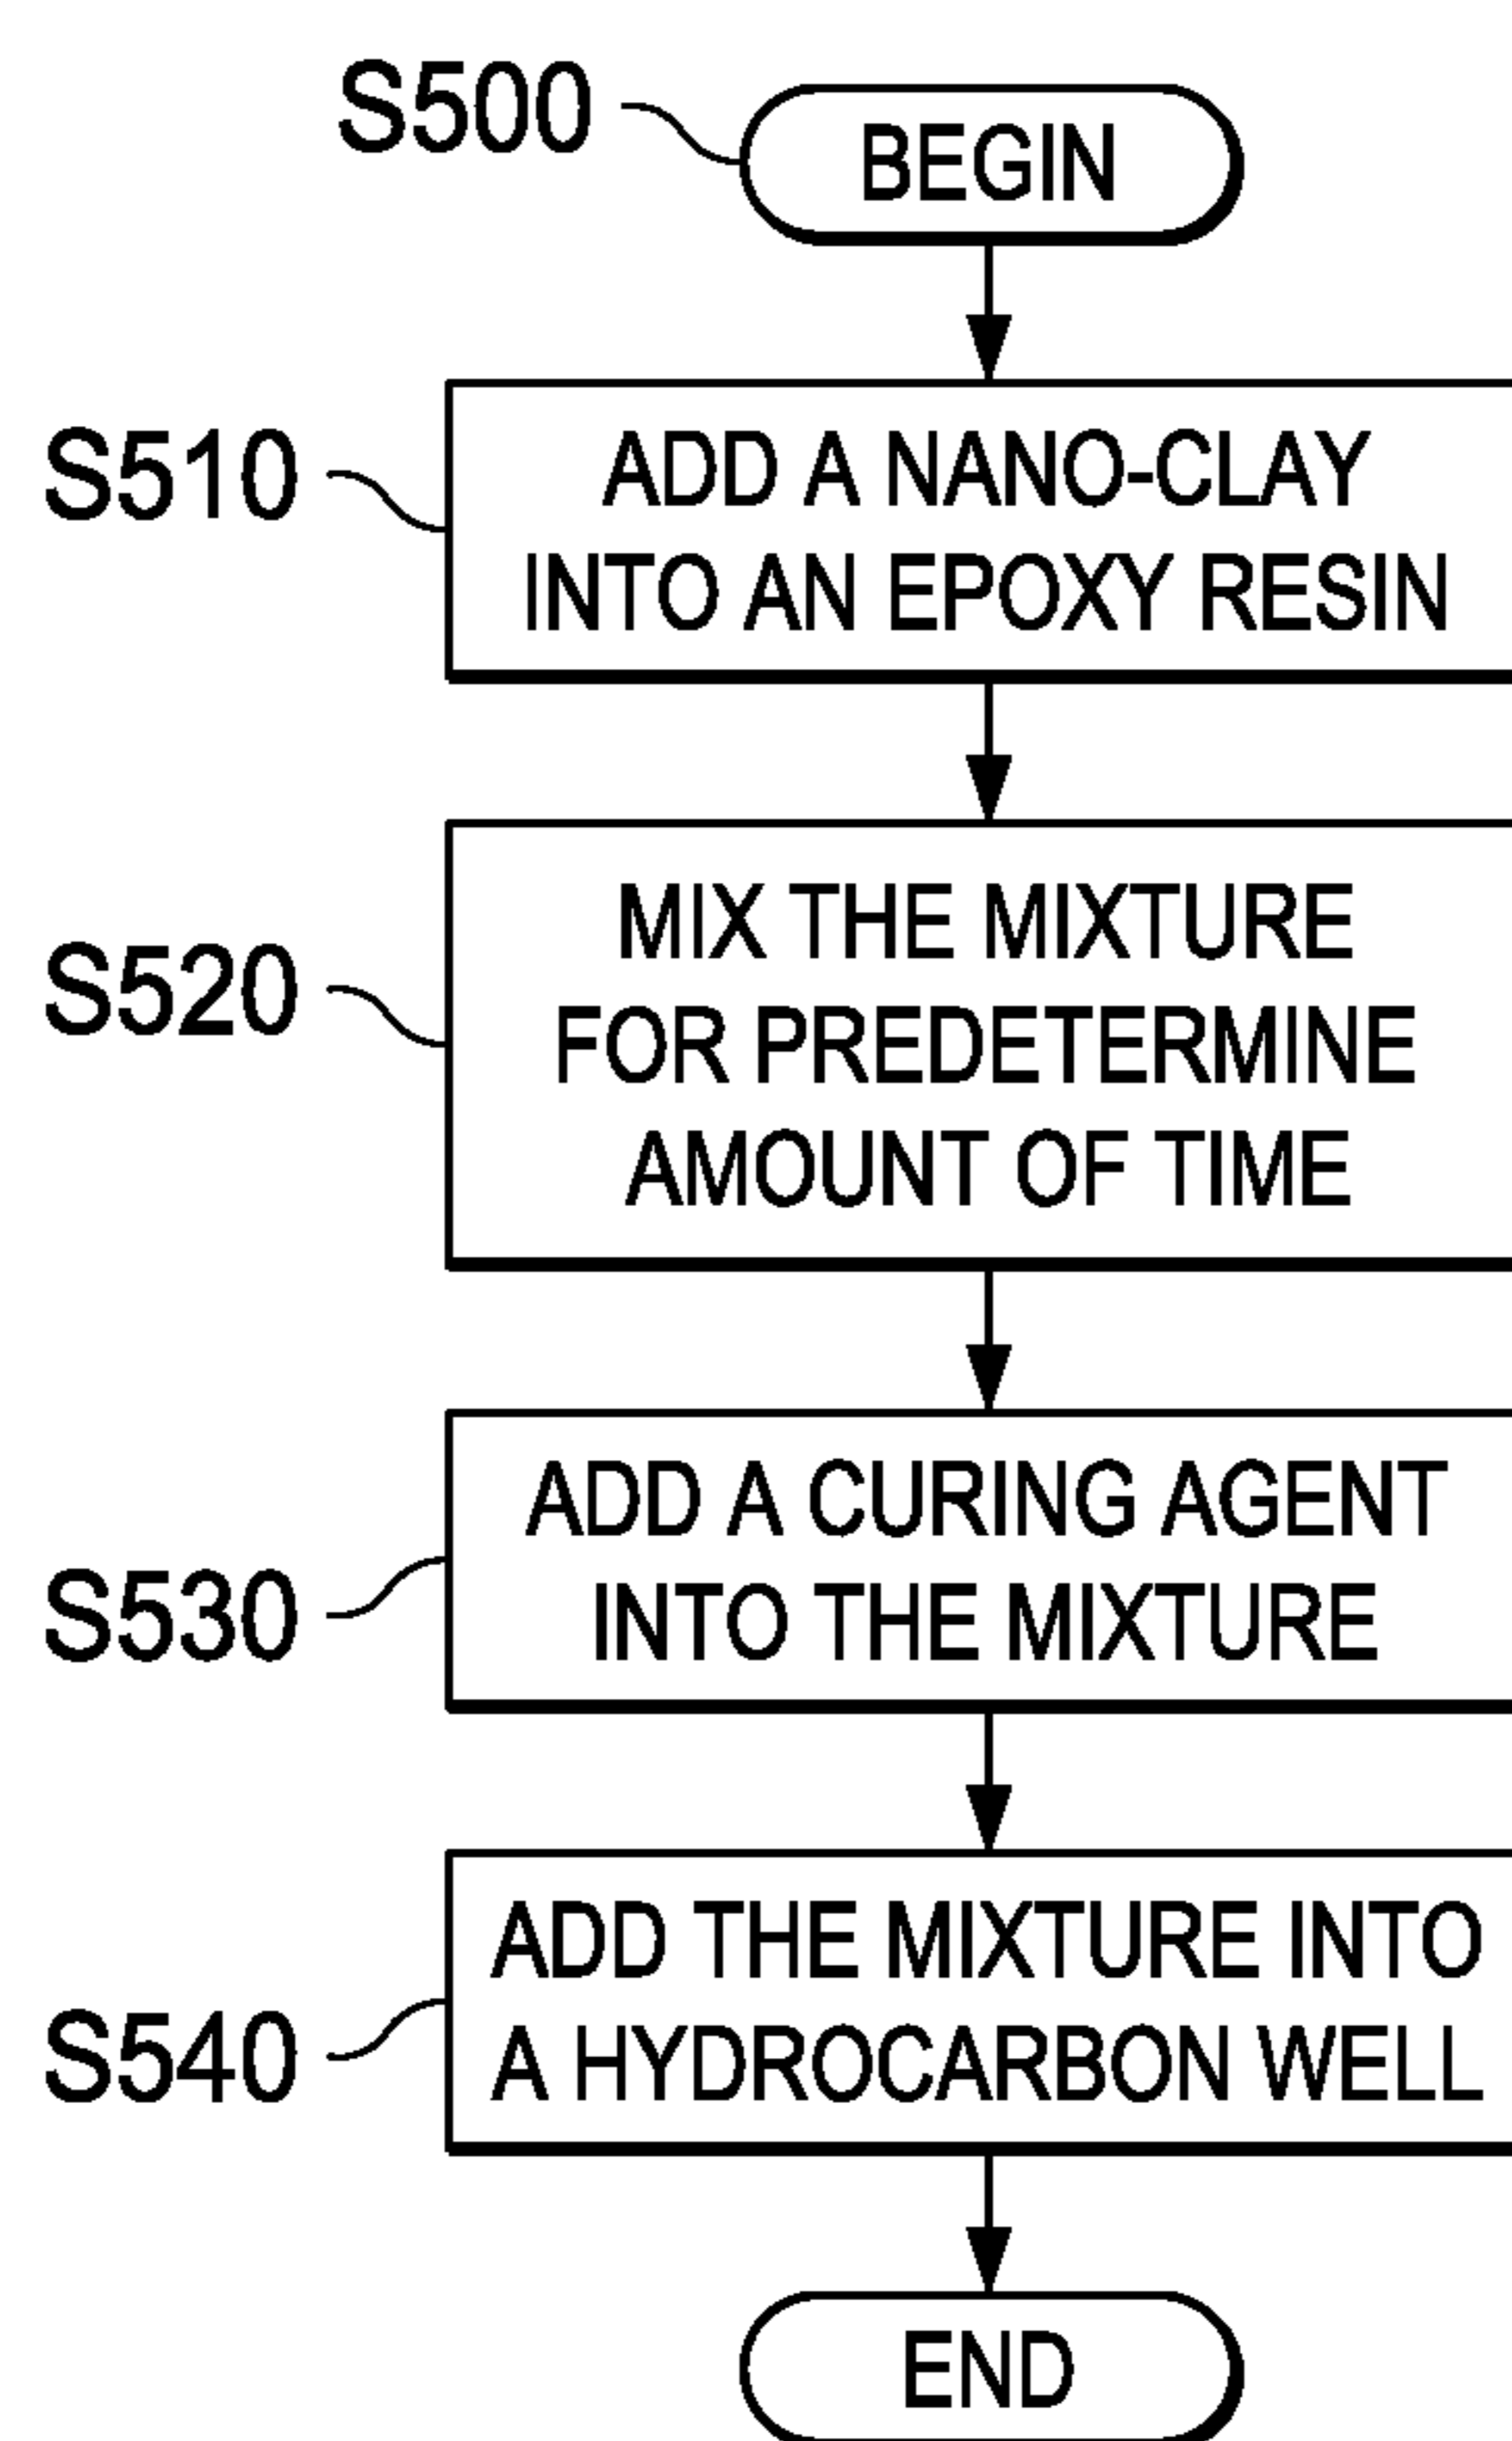 S500
BEGIN
S510
ADD A NANO-CLAY
INTO AN EPOXY RESIN
S520
MIX THE MIXTURE
FOR PREDETERMINE
AMOUNT OF TIME
S530
ADD A CURING AGENT
INTO THE MIXTURE
S540
ADD THE MIXTURE INTO
A HYDROCARBON WELL
END